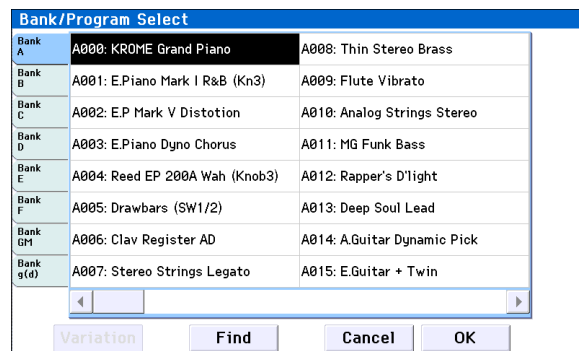 Bank/Program Select
Bank A
Bank B
Bank C
Bank D
Bank E
Bank F
Bank GM
Bank g(d)
A000: KROME Grand Piano
A001: E.Piano Mark I R&B (Kn3)
A002: E.P Mark V Distotion
A003: E.Piano Dyno Chorus
A004: Reed EP 200A Wah (Knob3)
A005: Drawbars (SW1/2)
A006: Clav Register AD
A007: Stereo Strings Legato
A008: Thin Stereo Brass
A009: Flute Vibrato
A010: Analog Strings Stereo
A011: MG Funk Bass
A012: Rapper's D'light
A013: Deep Soul Lead
A014: A.Guitar Dynamic Pick
A015: E.Guitar + Twin
Variation
Find
Cancel
OK